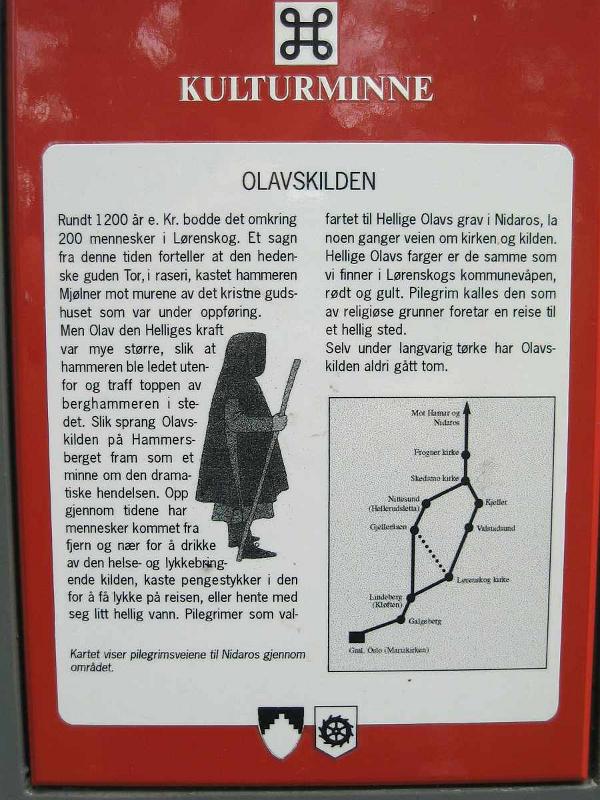 KULTURMINNE
OLAVSKILDEN
Rundt 1200 år e. Kr. bodde det omkring
200 mennesker i Lørenskog. Et sagn
fra denne tiden forteller at den heden-
ske guden Tor, i raseri, kastet hammeren
Mjølner mot murene av det kristne guds-
huset som var under oppføring.
Men Olav den Helliges kraft
var mye større, slik at
hammeren ble ledet uten-
for og traff toppen av
berghammeren i ste-
det. Slik sprang Olavs-
kilden på Hammers-
berget fram som et
minne om den drama-
tiske hendelsen. Opp
gjennom tidene har
mennesker kommet fra
fjern og nær for å drikke
av den helse- og lykkebring-
ende kilden, kaste pengestykker i den
for å få lykke på reisen, eller hente med
seg litt hellig vann. Pilegrimer som val-
fartet til Hellige Olavs grav i Nidaros, la
noen ganger veien om kirken og kilden.
Hellige Olavs farger er de samme som
vi finner i Lørenskogs kommunevåpen,
rødt og gult. Pilegrim kalles den som
av religiøse grunner foretar en reise til
et hellig sted.
Selv under langvarig tørke har Olavs-
kilden aldri gått tom.
Mot Hamar og
Nidaros
Frogner kirke
Skedsmo kirke
Nittesund
(Hellerudsletta)
Kjeller
Gjelleråsen
Valstadsund
Lørenskog kirke
Lindeberg
(Kløften)
Galgeberg
Gml. Oslo (Mariakirken)
Kartet viser pilegrimsveiene til Nidaros gjennom
området.